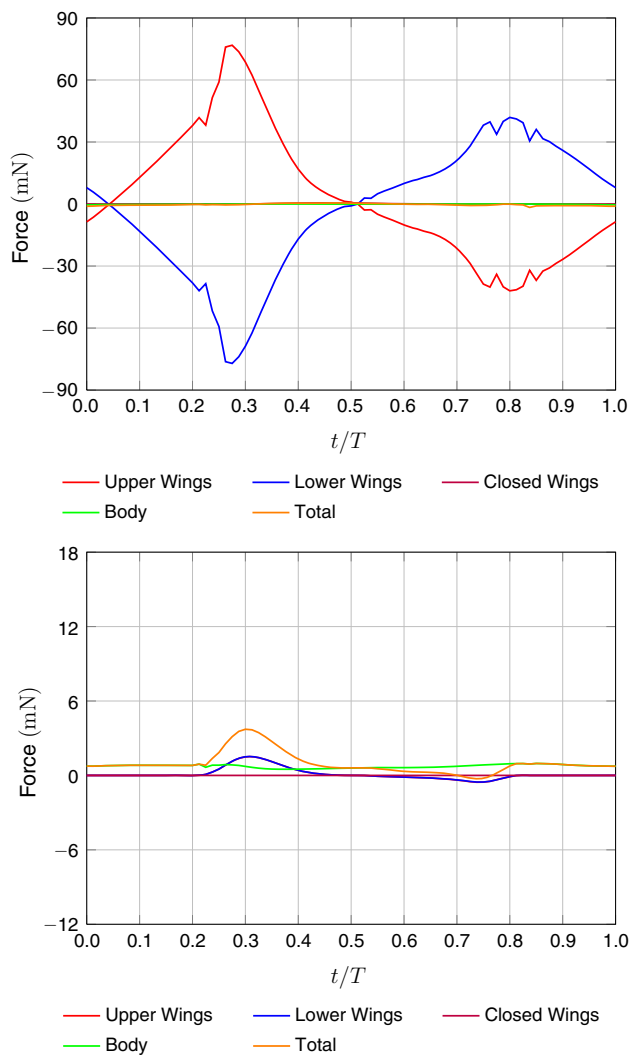 90
60
30
0
−30
−60
−90
Force (mN)
0.0 0.1 0.2 0.3 0.4 0.5 0.6 0.7 0.8 0.9 1.0
t/T
Upper Wings Lower Wings Closed Wings
Body Total
18
12
6
0
−6
−12
Force (mN)
0.0 0.1 0.2 0.3 0.4 0.5 0.6 0.7 0.8 0.9 1.0
t/T
Upper Wings Lower Wings Closed Wings
Body Total